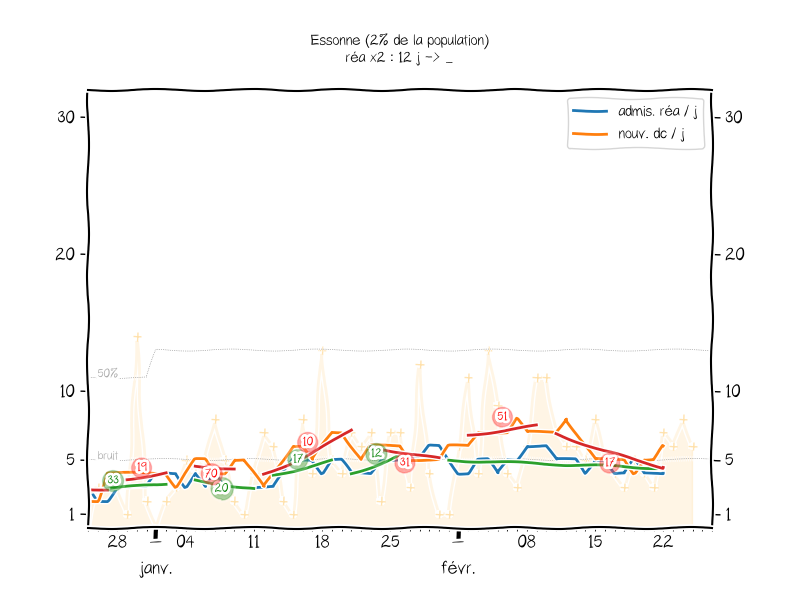 Essonne (2% de la population)
réa x2 : 12 j -> _
admis. réa / j
nouv. dc / j
30 30
20 20
50%
10 10
bruit
5 5
1 1
33 19 70 20 17 10 12 31 51 17
28 04 11 18 25 08 15 22
janv. févr.